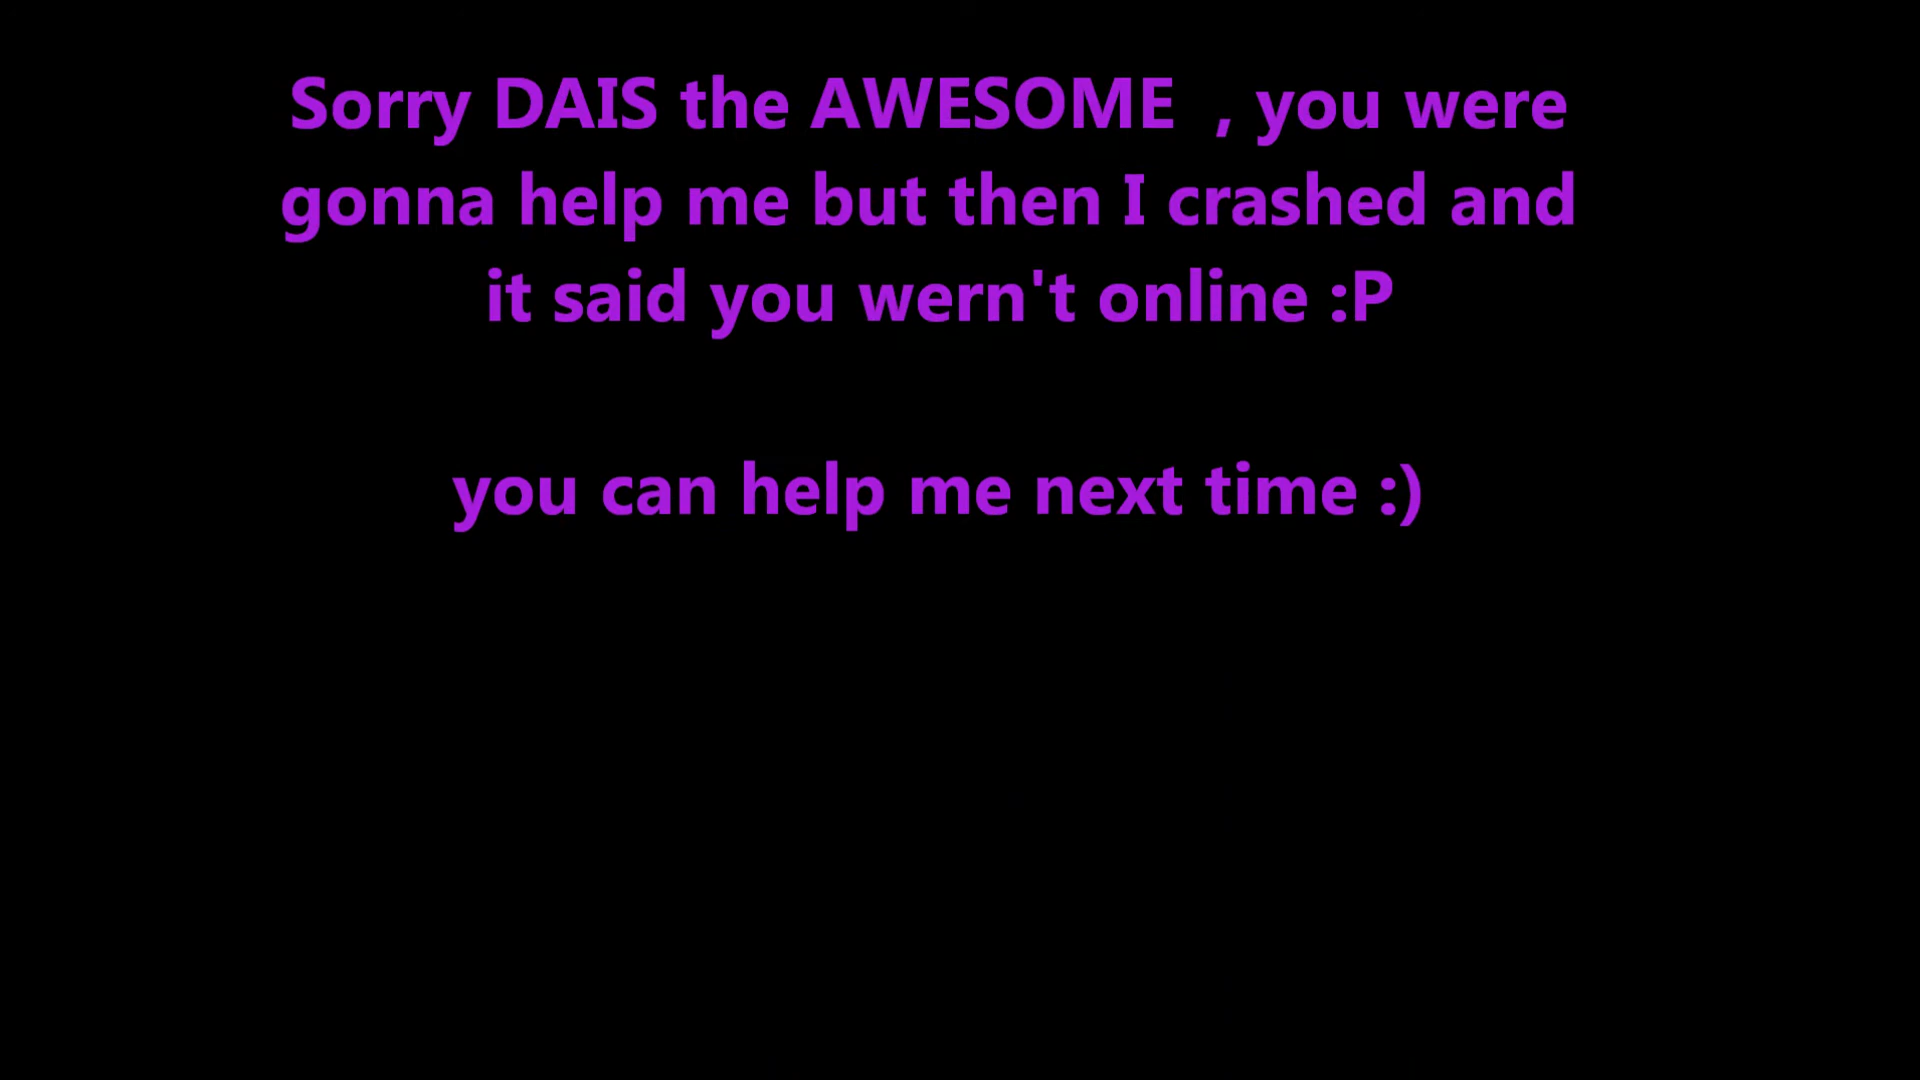 Sorry DAIS the AWESOME  , you were
gonna help me but then I crashed and
it said you wern't online :P
you can help me next time :)